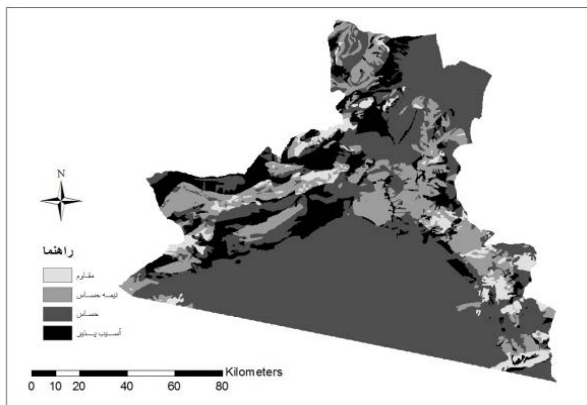 N
راهنما
مقاوم
نیمه حساس
حساس
آسیب پذیر
0 10 20 40 60 80 Kilometers